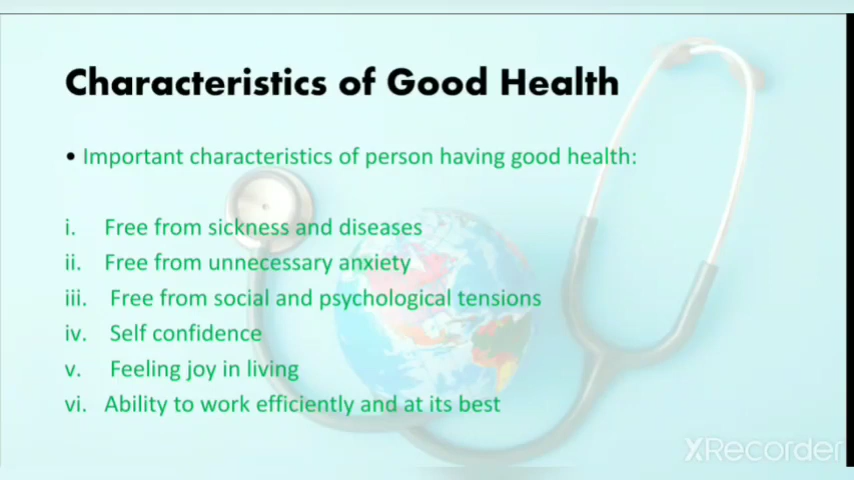 Characteristics of Good Health
• Important characteristics of person having good health:
i. Free from sickness and diseases
ii. Free from unnecessary anxiety
iii. Free from social and psychological tensions
iv. Self confidence
v. Feeling joy in living
vi. Ability to work efficiently and at its best
XRecorder